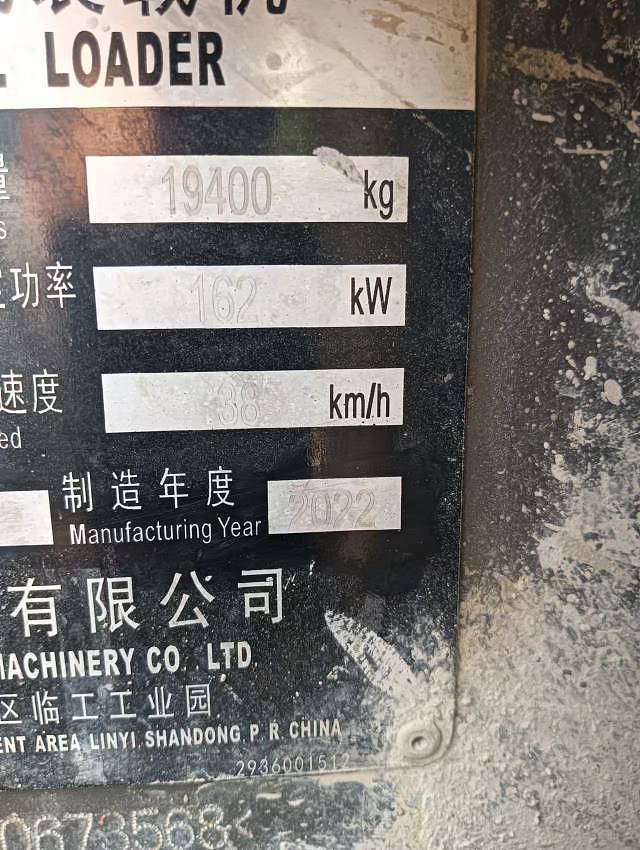 LOADER
量
19400 kg
功率
162 kW
速度
38 km/h
ed
制造年度
Manufacturing Year 2022
有限公司
MACHINERY CO. LTD
区临工工业园
ENT AREA LINYI SHANDONG P R CHINA
2936001512
0673568<